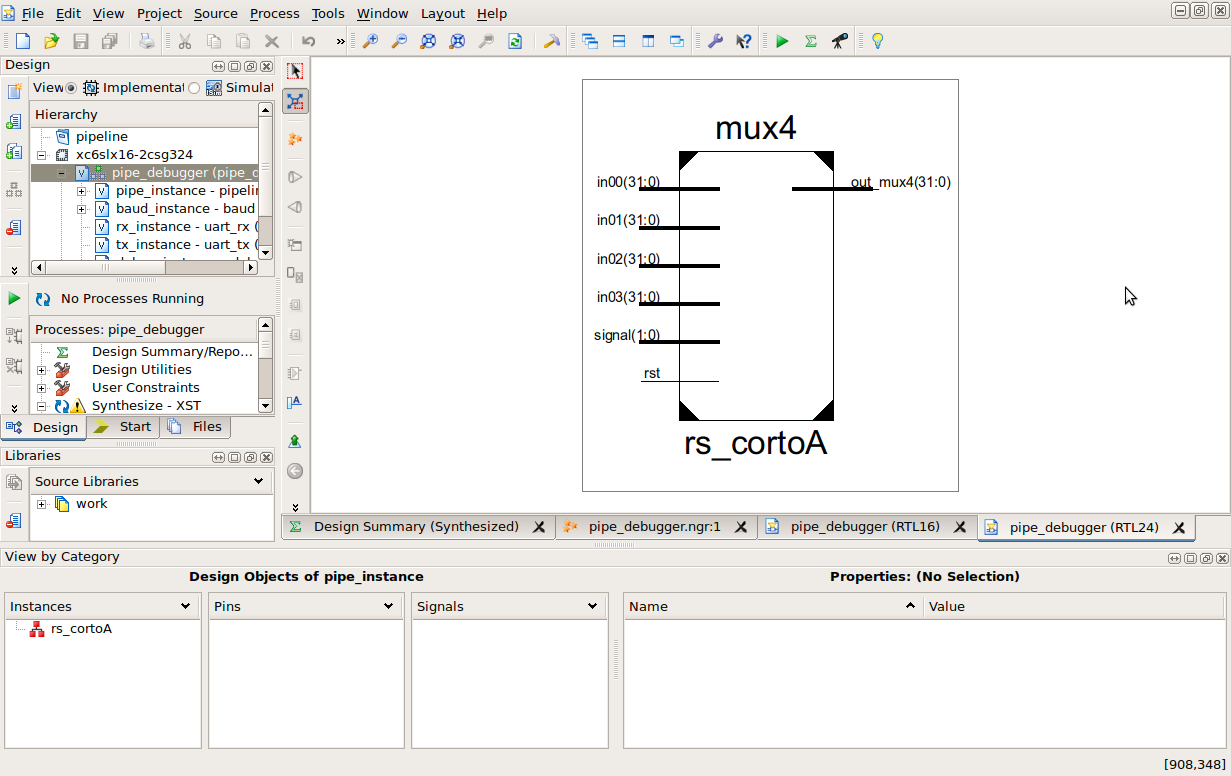 File Edit View Project Source Process Tools Window Layout Help
Design
View Implementat Simulat
Hierarchy
pipeline
xc6slx16-2csg324
pipe_debugger (pipe_d
pipe_instance - pipelin
baud_instance - baud
rx_instance - uart_rx (
tx_instance - uart_tx (
No Processes Running
Processes: pipe_debugger
Design Summary/Repo...
Design Utilities
User Constraints
Synthesize - XST
Design Start Files
Libraries
Source Libraries
work
mux4
in00(31:0)
out_mux4(31:0)
in01(31:0)
in02(31:0)
in03(31:0)
signal(1:0)
rst
rs_cortoA
Design Summary (Synthesized) pipe_debugger.ngr:1 pipe_debugger (RTL16) pipe_debugger (RTL24)
View by Category
Design Objects of pipe_instance
Instances Pins Signals
rs_cortoA
Properties: (No Selection)
Name Value
[908,348]